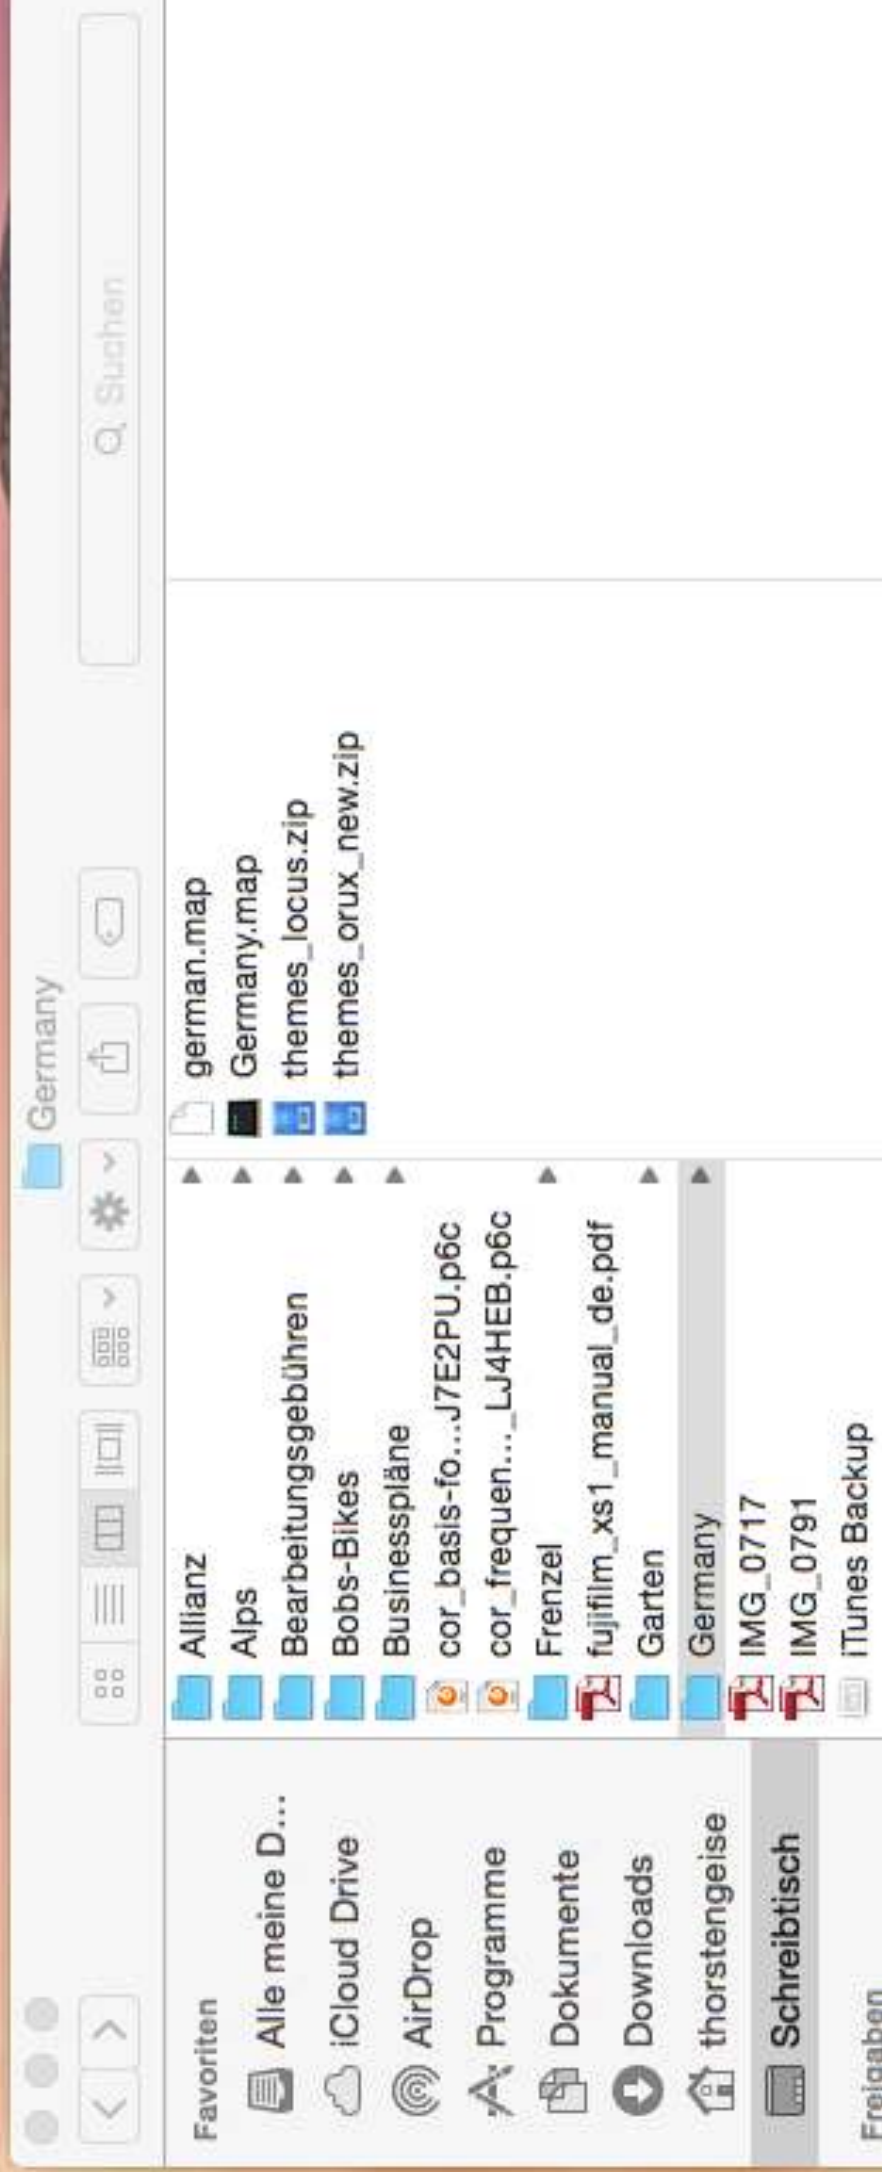 Germany
Suchen
Favoriten
Alle meine D...
iCloud Drive
AirDrop
Programme
Dokumente
Downloads
thorstengeise
Schreibtisch
Freigaben
Allianz
Alps
Bearbeitungsgebühren
Bobs-Bikes
Businesspläne
cor_basis-fo...J7E2PU.p6c
cor_frequen..._LJ4HEB.p6c
Frenzel
fujifilm_xs1_manual_de.pdf
Garten
Germany
IMG_0717
IMG_0791
iTunes Backup
german.map
Germany.map
themes_locus.zip
themes_orux_new.zip